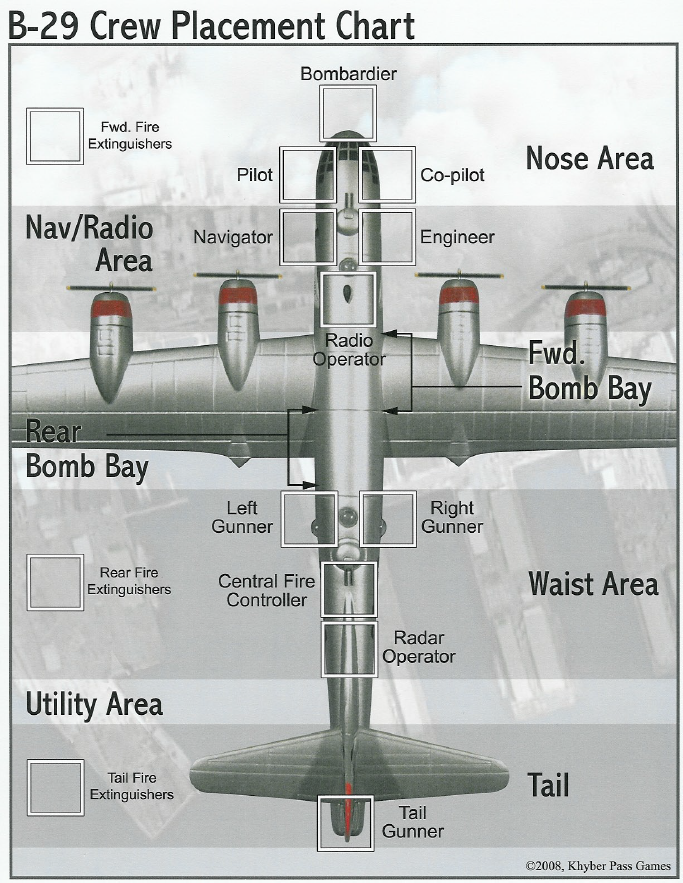 B-29 Crew Placement Chart
Bombardier
Fwd. Fire
Extinguishers
Nose Area
Pilot
Co-pilot
Nav/Radio
Area
Navigator
Engineer
Radio
Operator
Fwd.
Bomb Bay
Rear
Bomb Bay
Left
Gunner
Right
Gunner
Rear Fire
Extinguishers
Central Fire
Controller
Waist Area
Radar
Operator
Utility Area
Tail Fire
Extinguishers
Tail
Tail
Gunner
©2008, Khyber Pass Games